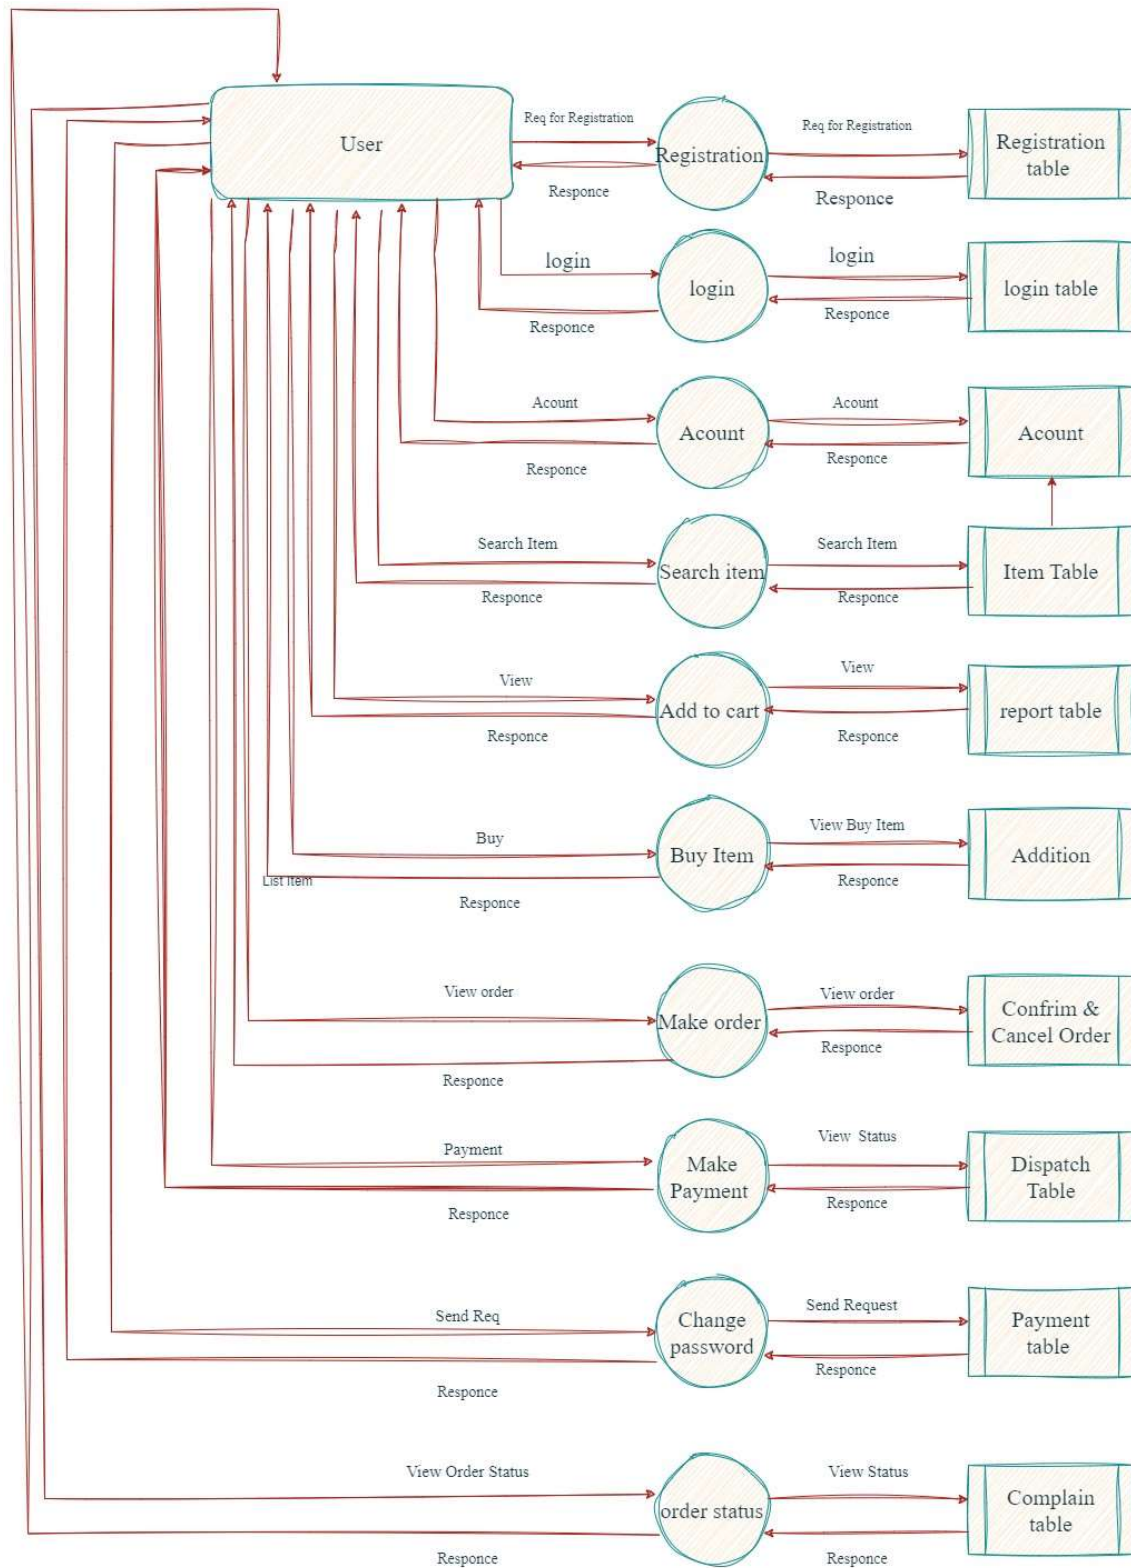 User
Req for Registration
Responce
Registration
Req for Registration
Responce
Registration
table
login
Responce
login
login
Responce
login table
Acount
Responce
Acount
Acount
Responce
Acount
Search Item
Responce
Search item
Search Item
Responce
Item Table
View
Responce
Add to cart
View
Responce
report table
Buy
List Item
Responce
Buy Item
View Buy Item
Responce
Addition
View order
Responce
Make order
View order
Responce
Confrim &
Cancel Order
Payment
Responce
Make
Payment
View Status
Responce
Dispatch
Table
Send Req
Responce
Change
password
Send Request
Responce
Payment
table
View Order Status
Responce
order status
View Status
Responce
Complain
table